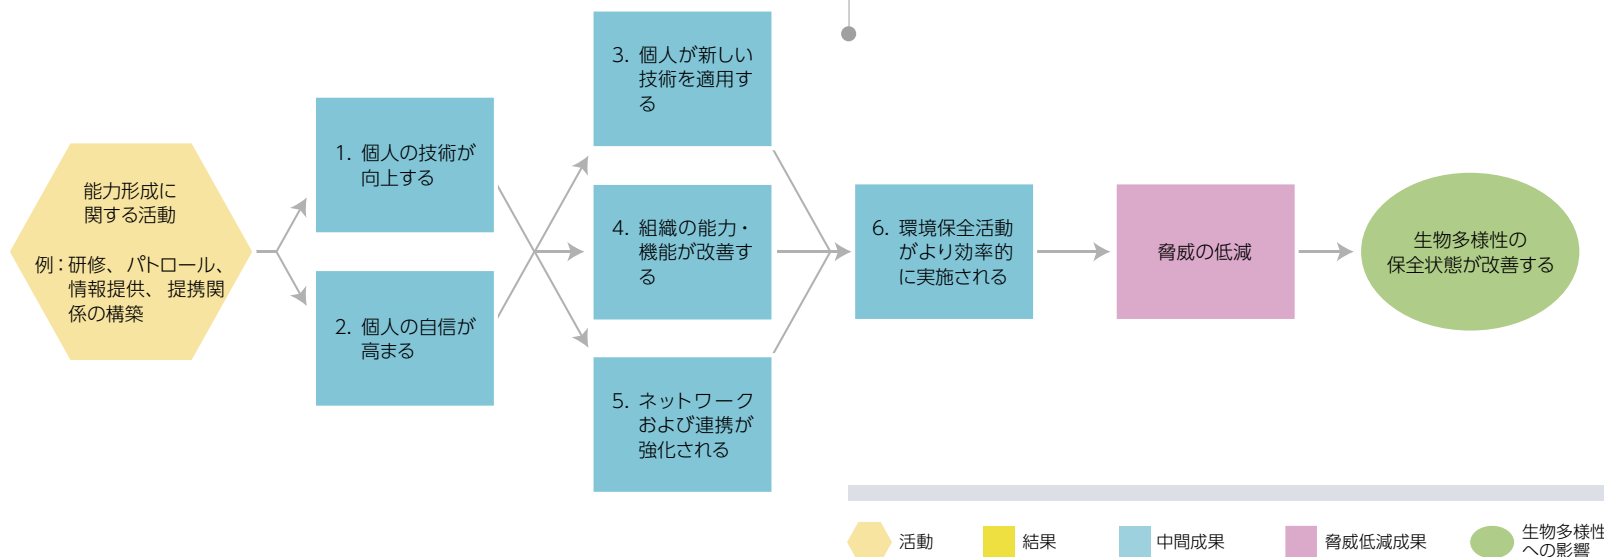 能力形成に
関する活動
例：研修、パトロール、
情報提供、提携関
係の構築
1. 個人の技術が
向上する
2. 個人の自信が
高まる
3. 個人が新しい
技術を適用す
る
4. 組織の能力・
機能が改善す
る
5. ネットワーク
および連携が
強化される
6. 環境保全活動
がより効率的
に実施される
脅威の低減
生物多様性の
保全状態が改善する
活動
結果
中間成果
脅威低減成果
生物多様性
への影響